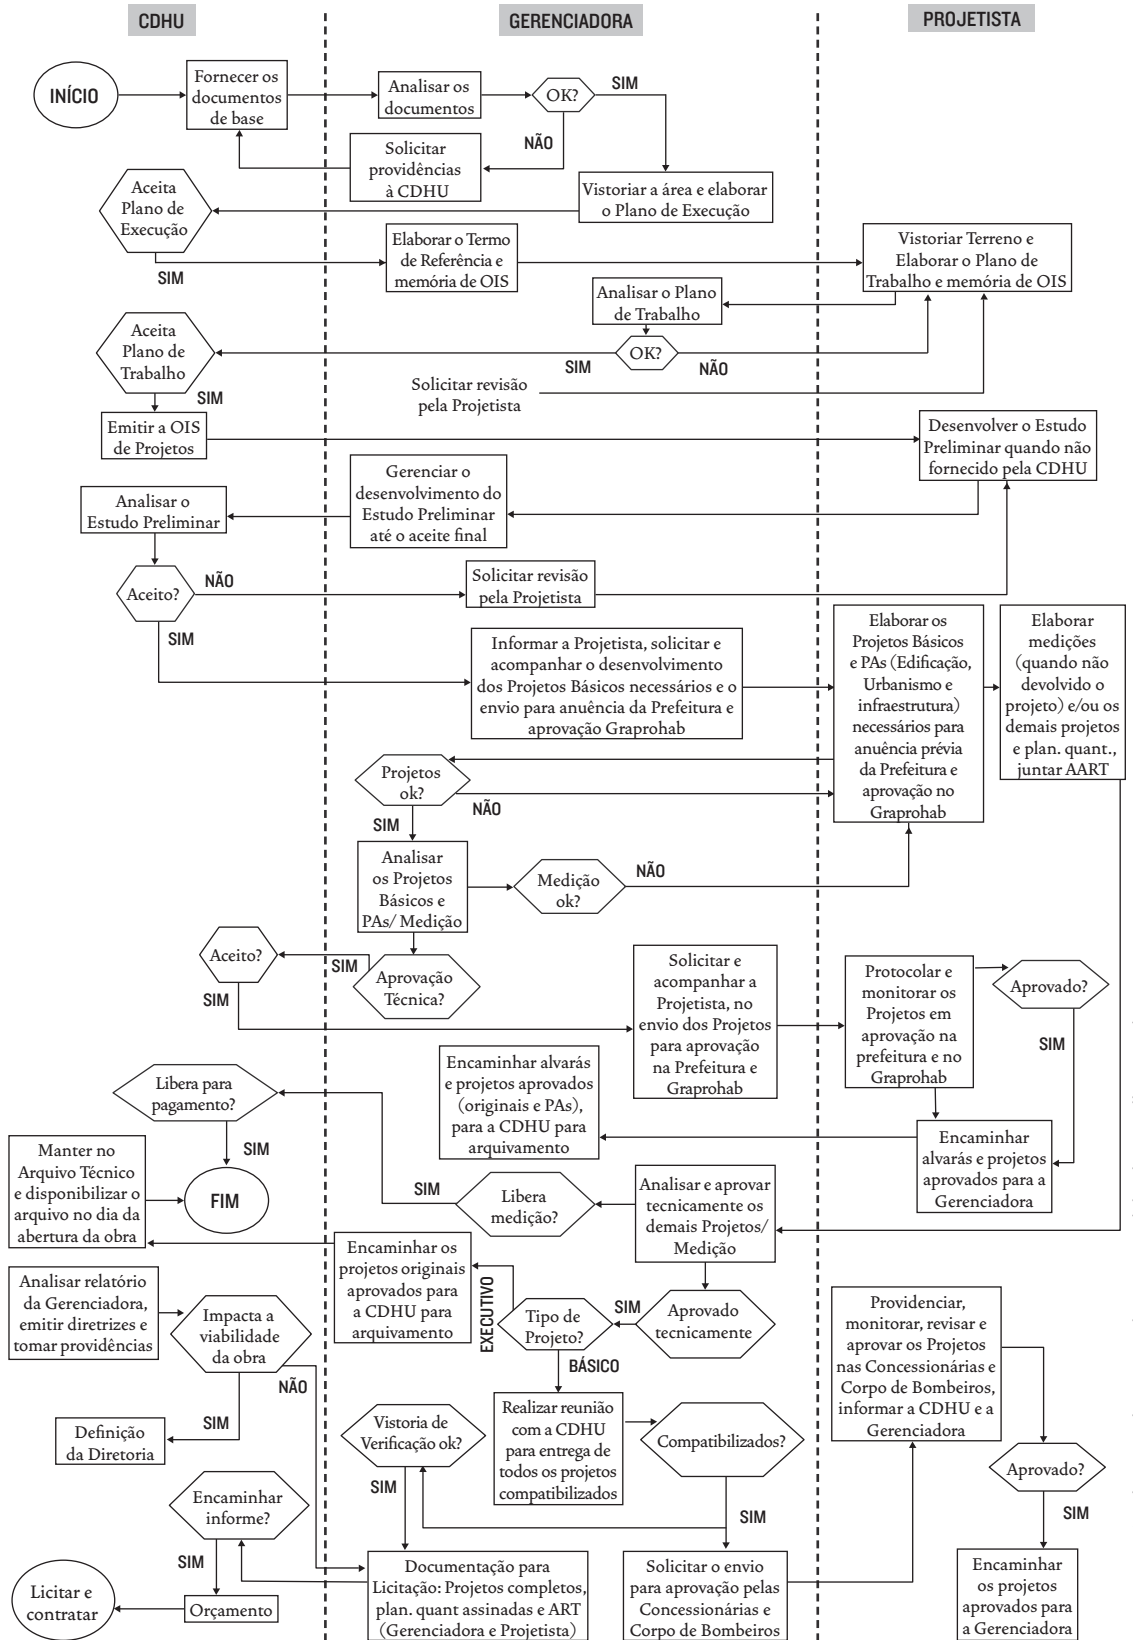 CDHU
GERENCIADORA
PROJETISTA
INÍCIO
Fornecer os
documentos
de base
Analisar os
documentos
OK?
SIM
NÃO
Solicitar
providências
à CDHU
Vistoriar a área e elaborar
o Plano de Execução
Aceita
Plano de
Execução
SIM
Elaborar o Termo
de Referência e
memória de OIS
Vistoriar Terreno e
Elaborar o Plano de
Trabalho e memória de OIS
Analisar o Plano
de Trabalho
OK?
SIM
NÃO
Aceita
Plano de
Trabalho
SIM
Solicitar revisão
pela Projetista
Emitir a OIS
de Projetos
Desenvolver o Estudo
Preliminar quando não
fornecido pela CDHU
Gerenciar o
desenvolvimento do
Estudo Preliminar
até o aceite final
Analisar o
Estudo Preliminar
Aceito?
NÃO
SIM
Solicitar revisão
pela Projetista
Informar a Projetista, solicitar e
acompanhar o desenvolvimento
dos Projetos Básicos necessários e o
envio para anuência da Prefeitura e
aprovação Graprohab
Elaborar os
Projetos Básicos
e PAs (Edificação,
Urbanismo e
infraestrutura)
necessários para
anuência prévia
da Prefeitura e
aprovação no
Graprohab
Elaborar
medições
(quando não
devolvido o
projeto) e/ou os
demais projetos
e plan. quant.,
juntar AART
Projetos
ok?
NÃO
SIM
Analisar
os Projetos
Básicos e
PAs/ Medição
Medição
ok?
NÃO
Aceito?
SIM
SIM
Aprovação
Técnica?
Solicitar e
acompanhar a
Projetista, no
envio dos Projetos
para aprovação
na Prefeitura e
Graprohab
Protocolar e
monitorar os
Projetos em
aprovação na
prefeitura e no
Graprohab
Aprovado?
SIM
Encaminhar alvarás
e projetos aprovados
(originais e PAs),
para a CDHU para
arquivamento
Libera para
pagamento?
SIM
Encaminhar
alvarás e projetos
aprovados para a
Gerenciadora
Manter no
Arquivo Técnico
e disponibilizar o
arquivo no dia da
abertura da obra
FIM
SIM
Libera
medição?
Analisar e aprovar
tecnicamente os
demais Projetos/
Medição
Encaminhar os
projetos originais
aprovados para
a CDHU para
arquivamento
EXECUTIVO
Tipo de
Projeto?
SIM
Aprovado
tecnicamente
BÁSICO
Analisar relatório
da Gerenciadora,
emitir diretrizes e
tomar providências
Impacta a
viabilidade
da obra
NÃO
SIM
Definição
da Diretoria
Providenciar,
monitorar, revisar e
aprovar os Projetos
nas Concessionárias e
Corpo de Bombeiros,
informar a CDHU e a
Gerenciadora
Vistoria de
Verificação ok?
SIM
Realizar reunião
com a CDHU
para entrega de
todos os projetos
compatibilizados
Compatibilizados?
SIM
Aprovado?
SIM
Encaminhar
informe?
SIM
Licitar e
contratar
Orçamento
Documentação para
Licitação: Projetos completos,
plan. quant assinadas e ART
(Gerenciadora e Projetista)
Solicitar o envio
para aprovação pelas
Concessionárias e
Corpo de Bombeiros
Encaminhar
os projetos
aprovados para
a Gerenciadora